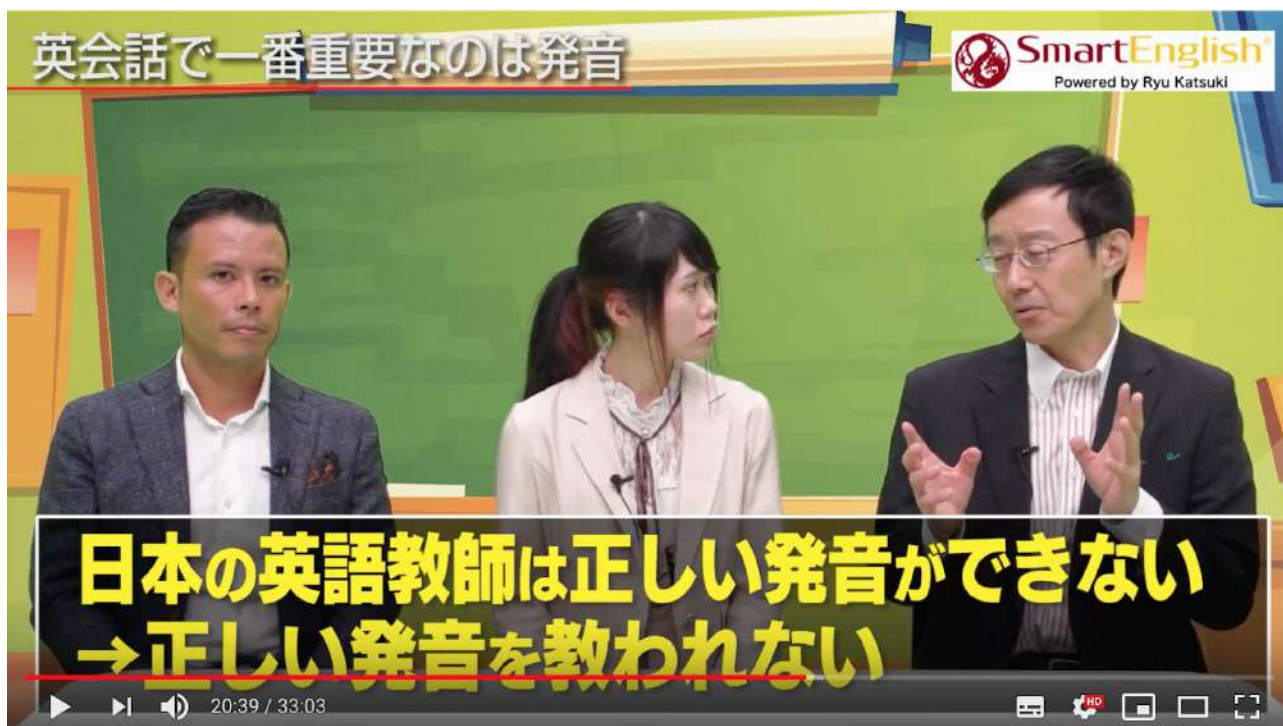 英会話で一番重要なのは発音
SmartEnglish®
Powered by Ryu Katsuki
日本の英語教師は正しい発音ができない
→正しい発音を教われない
20:39 / 33:03
HD